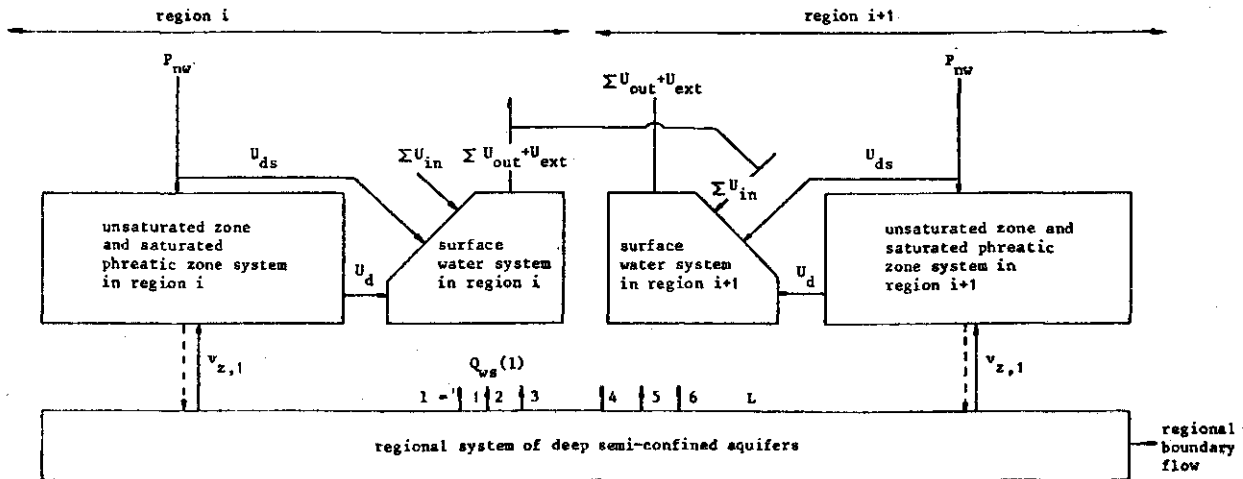 region i
region i+1
P_nw
P_nw
ΣU_out+U_ext
U_ds
ΣU_in
ΣU_out+U_ext
U_ds
ΣU_in
unsaturated zone
and saturated
phreatic zone system
in region i
U_d
surface
water system
in region i
surface
water system
in region i+1
U_d
unsaturated zone and
saturated phreatic
zone system in
region i+1
v_z,1
Q_ws(1)
v_z,1
1 = 1 2 3 4 5 6 L
regional system of deep semi-confined aquifers
regional
boundary
flow